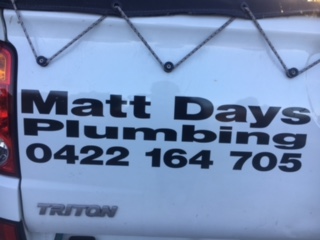 Matt Days
Plumbing
0422 164 705
TRITON